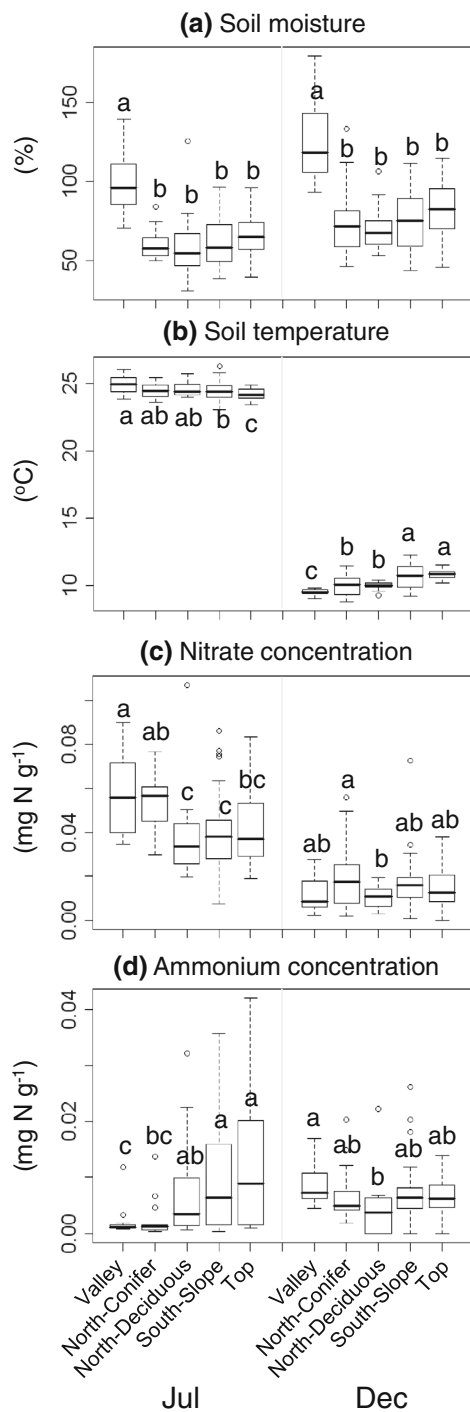 (a) Soil moisture
(%)
150
100
50
a
b
b
b
b
a
b
b
b
b
(b) Soil temperature
(ºC)
25
20
15
10
a
ab
ab
b
c
c
b
b
a
a
(c) Nitrate concentration
(mg N g⁻¹)
0.08
0.04
0.00
a
ab
c
c
bc
ab
a
b
ab
ab
(d) Ammonium concentration
(mg N g⁻¹)
0.04
0.02
0.00
c
bc
ab
a
a
a
ab
b
ab
ab
Valley
North-Conifer
North-Deciduous
South-Slope
Top
Valley
North-Conifer
North-Deciduous
South-Slope
Top
Jul
Dec